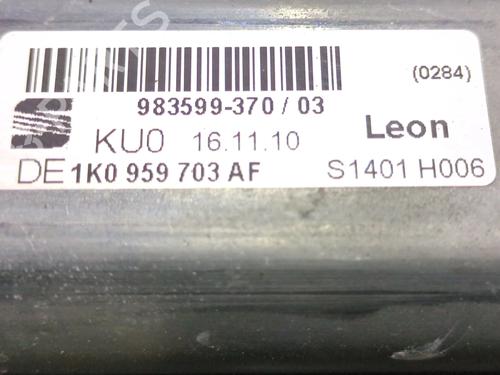 (0284)
983599-370 / 03
KU0 16.11.10 Leon
DE 1K0 959 703 AF S1401 H006